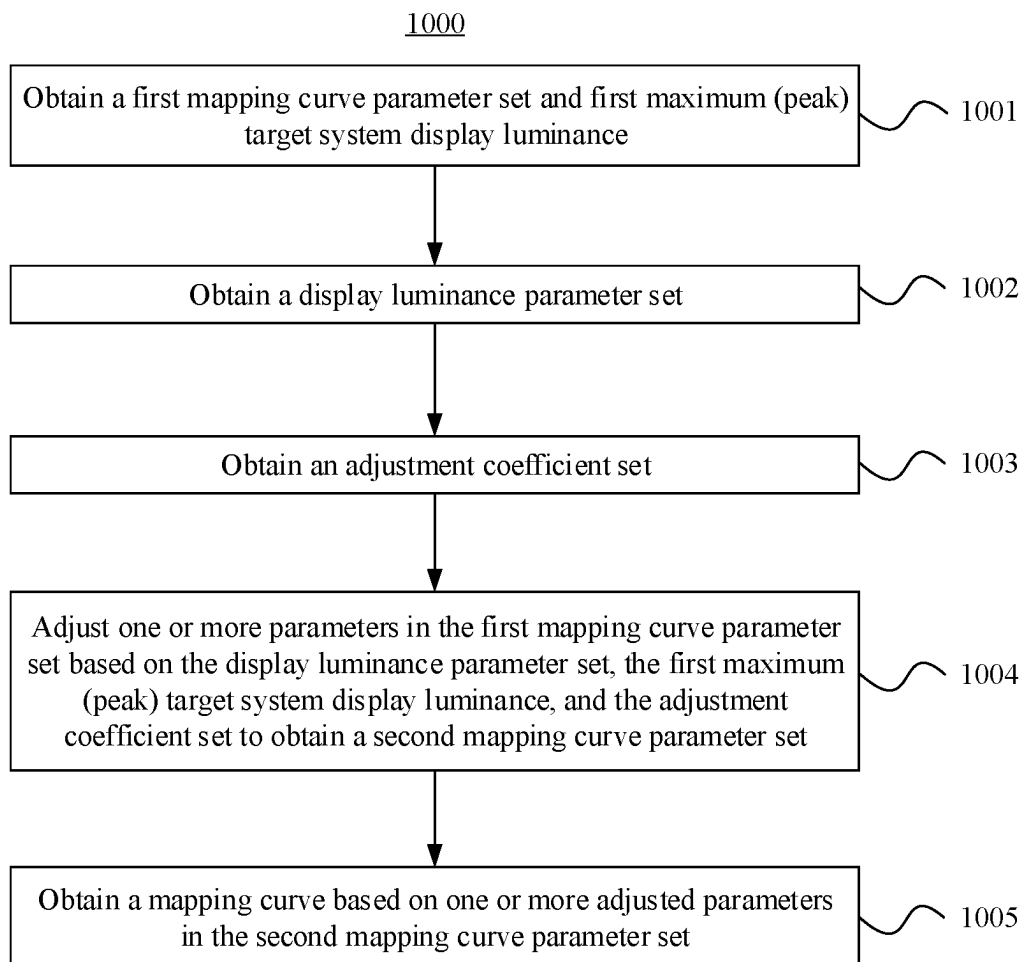 1000
Obtain a first mapping curve parameter set and first maximum (peak)
target system display luminance
1001
Obtain a display luminance parameter set
1002
Obtain an adjustment coefficient set
1003
Adjust one or more parameters in the first mapping curve parameter
set based on the display luminance parameter set, the first maximum
(peak) target system display luminance, and the adjustment
coefficient set to obtain a second mapping curve parameter set
1004
Obtain a mapping curve based on one or more adjusted parameters
in the second mapping curve parameter set
1005